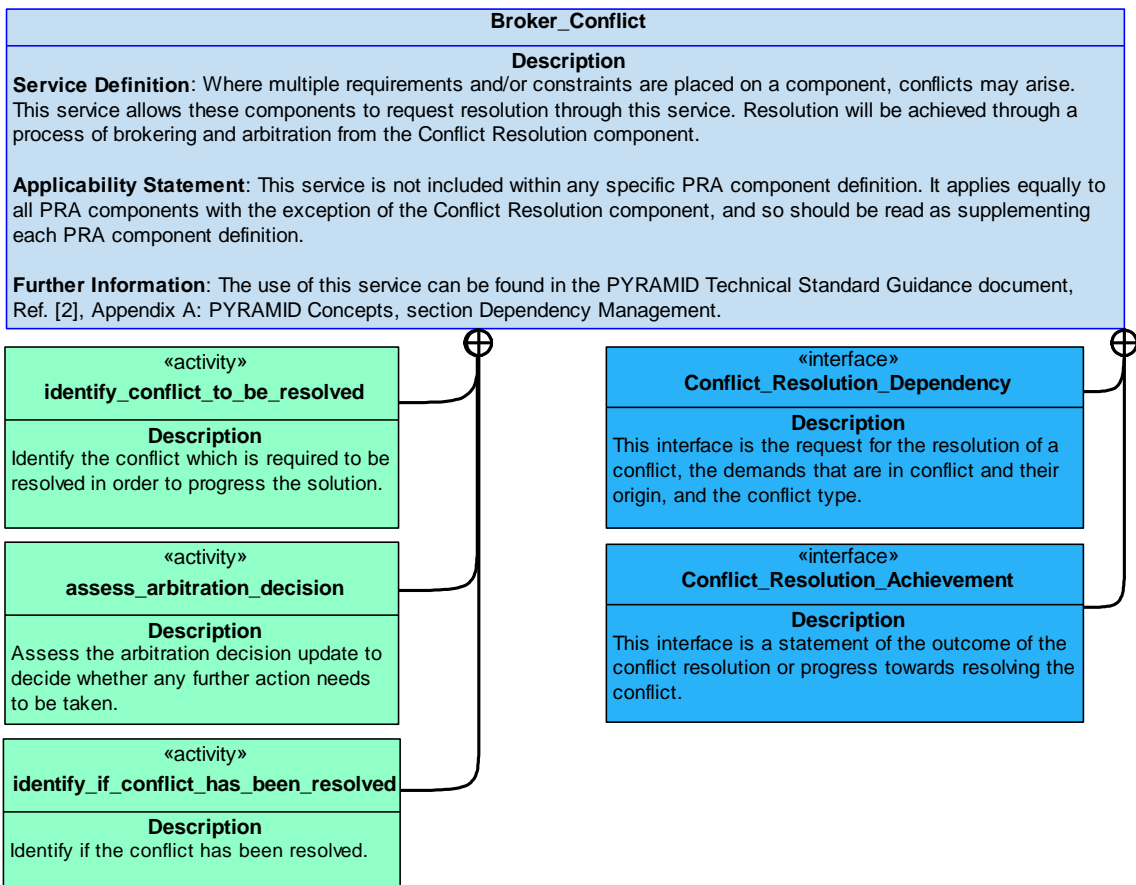 Broker_Conflict
Description
Service Definition: Where multiple requirements and/or constraints are placed on a component, conflicts may arise.
This service allows these components to request resolution through this service. Resolution will be achieved through a
process of brokering and arbitration from the Conflict Resolution component.
Applicability Statement: This service is not included within any specific PRA component definition. It applies equally to
all PRA components with the exception of the Conflict Resolution component, and so should be read as supplementing
each PRA component definition.
Further Information: The use of this service can be found in the PYRAMID Technical Standard Guidance document,
Ref. [2], Appendix A: PYRAMID Concepts, section Dependency Management.
«activity»
identify_conflict_to_be_resolved
Description
Identify the conflict which is required to be
resolved in order to progress the solution.
«activity»
assess_arbitration_decision
Description
Assess the arbitration decision update to
decide whether any further action needs
to be taken.
«activity»
identify_if_conflict_has_been_resolved
Description
Identify if the conflict has been resolved.
«interface»
Conflict_Resolution_Dependency
Description
This interface is the request for the resolution of a
conflict, the demands that are in conflict and their
origin, and the conflict type.
«interface»
Conflict_Resolution_Achievement
Description
This interface is a statement of the outcome of the
conflict resolution or progress towards resolving the
conflict.